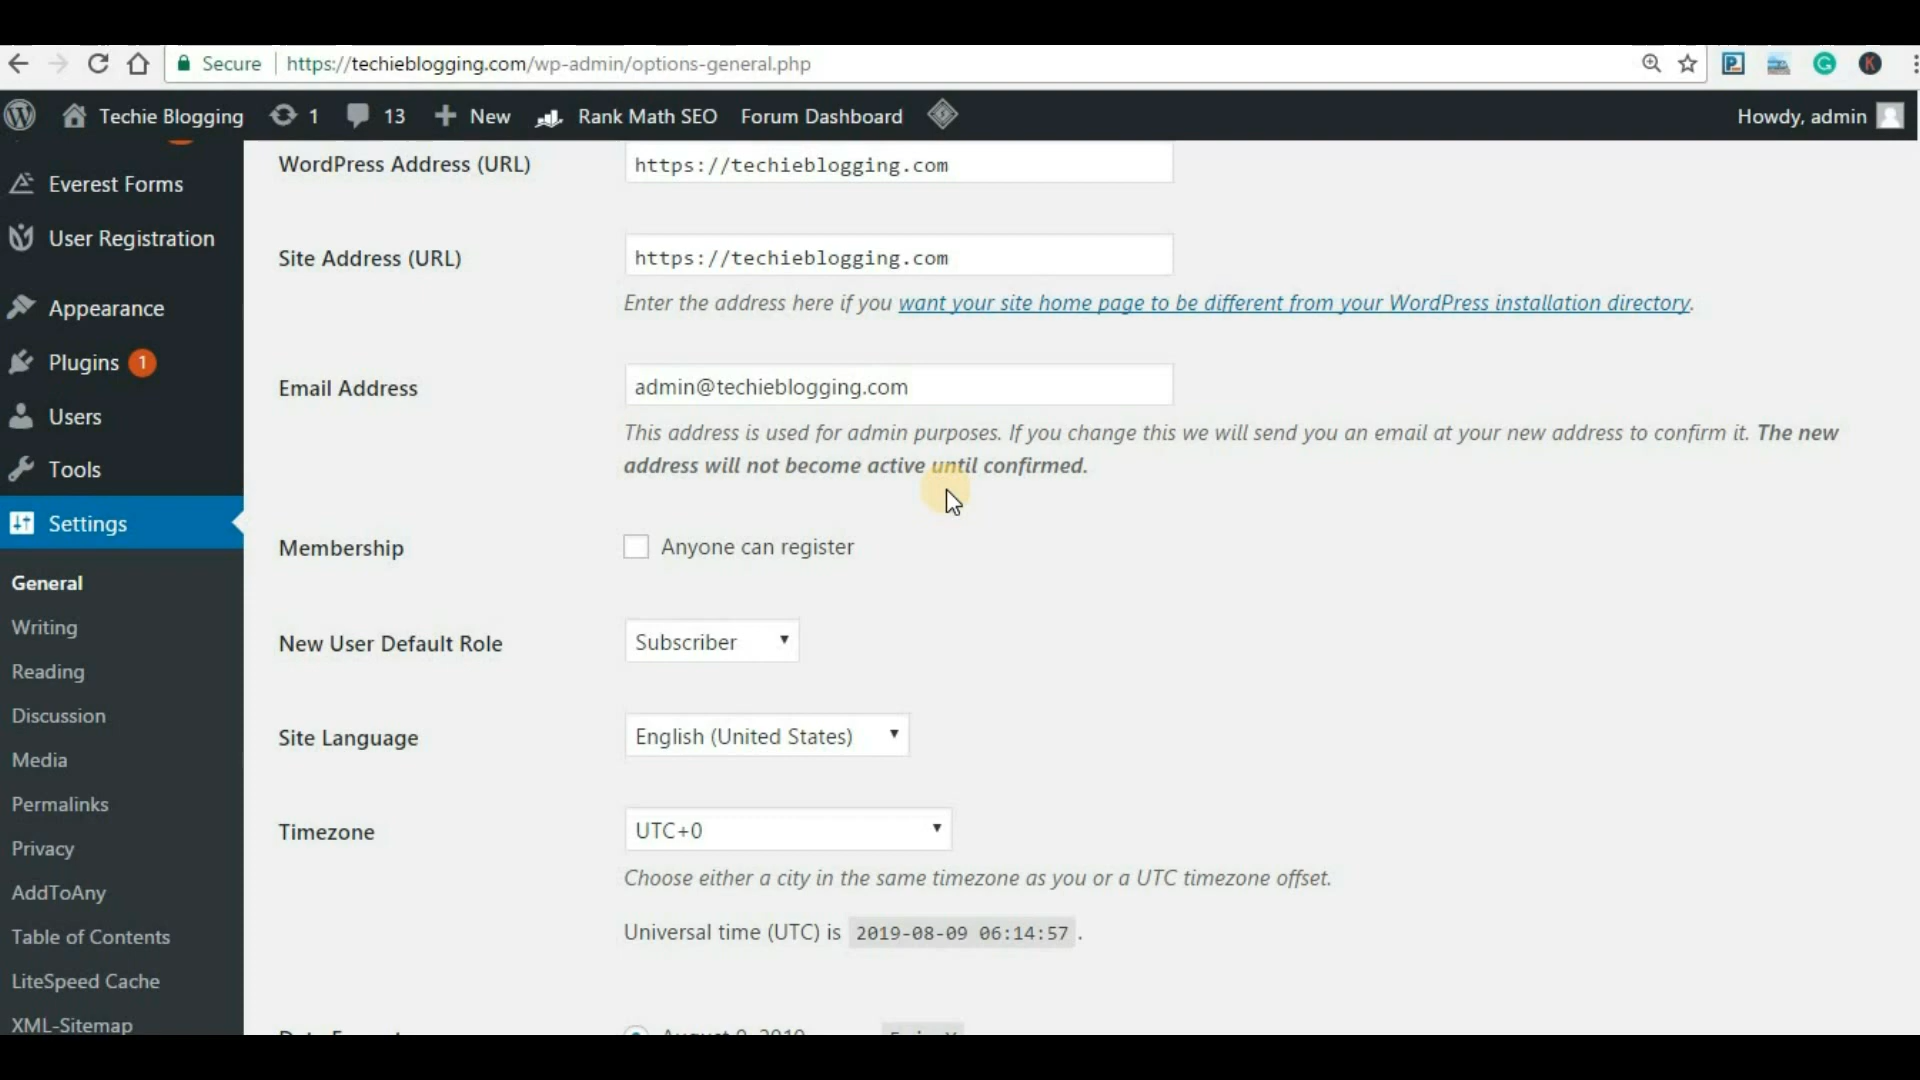 Secure https://techieblogging.com/wp-admin/options-general.php
Techie Blogging 1 13 New Rank Math SEO Forum Dashboard Howdy, admin
Everest Forms
User Registration
Appearance
Plugins 1
Users
Tools
Settings
General
Writing
Reading
Discussion
Media
Permalinks
Privacy
AddToAny
Table of Contents
LiteSpeed Cache
XML-Sitemap
WordPress Address (URL) https://techieblogging.com
Site Address (URL) https://techieblogging.com
Enter the address here if you want your site home page to be different from your WordPress installation directory.
Email Address admin@techieblogging.com
This address is used for admin purposes. If you change this we will send you an email at your new address to confirm it. The new
address will not become active until confirmed.
Membership Anyone can register
New User Default Role Subscriber
Site Language English (United States)
Timezone UTC+0
Choose either a city in the same timezone as you or a UTC timezone offset.
Universal time (UTC) is 2019-08-09 06:14:57 .